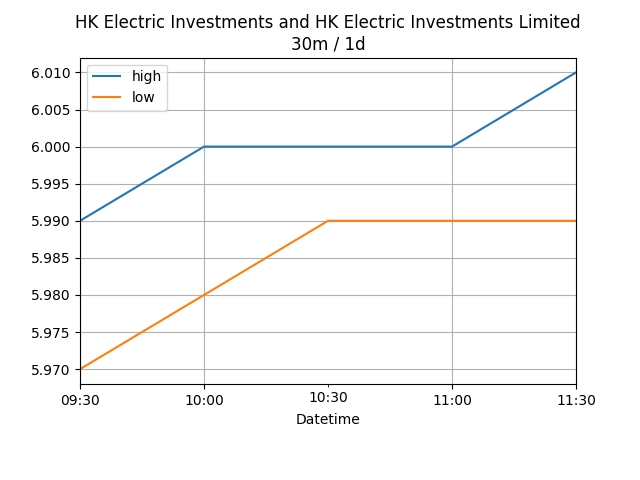 HK Electric Investments and HK Electric Investments Limited
30m / 1d
high
low
6.010
6.005
6.000
5.995
5.990
5.985
5.980
5.975
5.970
09:30 10:00 10:30 11:00 11:30
Datetime